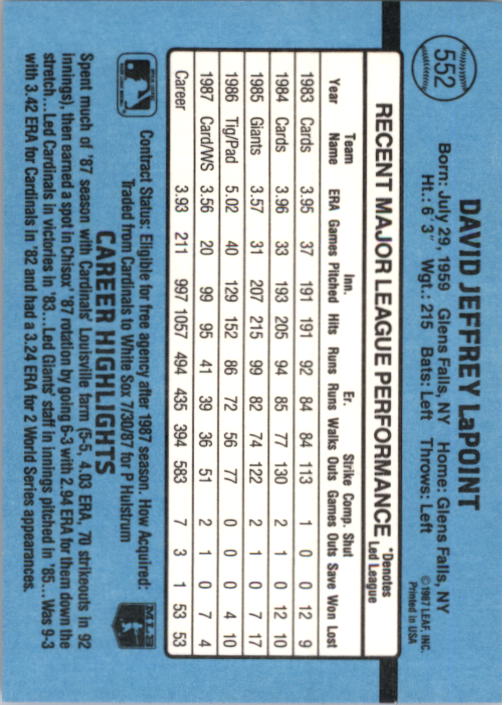 552
DAVID JEFFREY LaPOINT
Born: July 29, 1959 Glens Falls, NY Home: Glens Falls, NY
Ht.: 6' 3" Wgt.: 215 Bats: Left Throws: Left
© 1987 LEAF, INC.
Printed in USA
RECENT MAJOR LEAGUE PERFORMANCE *Denotes
Led League
Team Inn. Er. Strike Comp. Shut
Year Name ERA Games Pitched Hits Runs Runs Walks Outs Games Outs Save Won Lost
1983 Cards 3.95 37 191 191 92 84 84 113 1 0 0 12 9
1984 Cards 3.96 33 193 205 94 85 77 130 2 1 0 12 10
1985 Giants 3.57 31 207 215 99 82 74 122 2 1 0 7 17
1986 Tig/Pad 5.02 40 129 152 86 72 56 77 0 0 0 4 10
1987 Card/WS 3.56 20 99 95 41 39 36 51 2 1 0 7 4
Career 3.93 211 997 1057 494 435 394 583 7 3 1 53 53
Contract Status: Eligible for free agency after 1987 season. How Acquired:
Traded from Cardinals to White Sox 7/30/87 for P Hulstrum
MLB
CAREER HIGHLIGHTS
Spent much of '87 season with Cardinals' Louisville farm (5-5, 4.03 ERA, 70 strikeouts in 92
innings), then earned a spot in Chisox' '87 rotation by going 6-3 with 2.94 ERA for them down the
stretch...Led Cardinals in victories in '83...Led Giants' staff in innings pitched in '85...Was 9-3
with 3.42 ERA for Cardinals in '82 and had a 3.24 ERA for 2 World Series appearances.